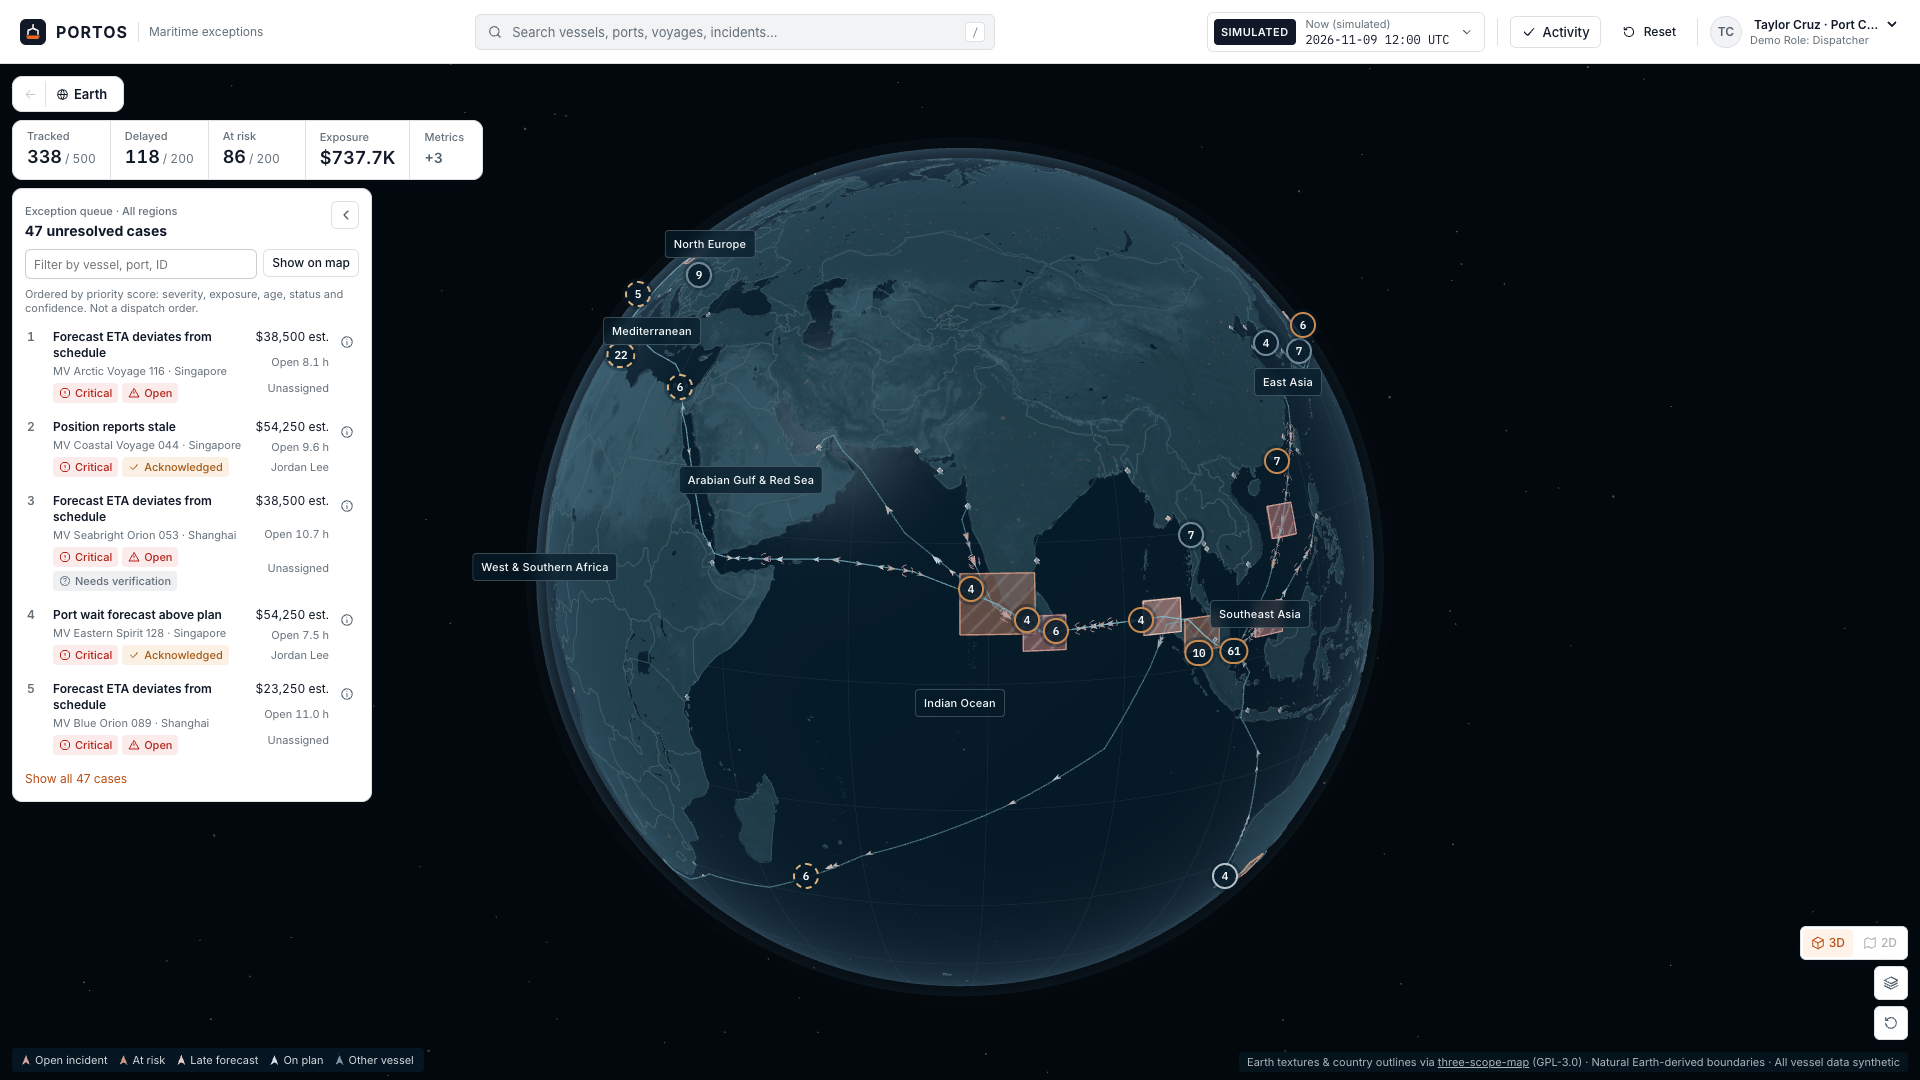 PORTOS
Maritime exceptions
Search vessels, ports, voyages, incidents...
/
SIMULATED
Now (simulated)
2026-11-09 12:00 UTC
Activity
Reset
TC
Taylor Cruz · Port C...
Demo Role: Dispatcher
Earth
Tracked
338 / 500
Delayed
118 / 200
At risk
86 / 200
Exposure
$737.7K
Metrics
+3
Exception queue · All regions
47 unresolved cases
Filter by vessel, port, ID
Show on map
Ordered by priority score: severity, exposure, age, status and
confidence. Not a dispatch order.
1
Forecast ETA deviates from
schedule
MV Arctic Voyage 116 · Singapore
Critical
Open
$38,500 est.
Open 8.1 h
Unassigned
2
Position reports stale
MV Coastal Voyage 044 · Singapore
Critical
Acknowledged
$54,250 est.
Open 9.6 h
Jordan Lee
3
Forecast ETA deviates from
schedule
MV Seabright Orion 053 · Shanghai
Critical
Open
Needs verification
$38,500 est.
Open 10.7 h
Unassigned
4
Port wait forecast above plan
MV Eastern Spirit 128 · Singapore
Critical
Acknowledged
$54,250 est.
Open 7.5 h
Jordan Lee
5
Forecast ETA deviates from
schedule
MV Blue Orion 089 · Shanghai
Critical
Open
$23,250 est.
Open 11.0 h
Unassigned
Show all 47 cases
North Europe
9
5
Mediterranean
22
6
6
4
7
East Asia
7
Arabian Gulf & Red Sea
7
West & Southern Africa
4
4
6
4
Southeast Asia
10
61
Indian Ocean
6
4
3D
2D
Open incident
At risk
Late forecast
On plan
Other vessel
Earth textures & country outlines via three-scope-map (GPL-3.0) · Natural Earth-derived boundaries · All vessel data synthetic